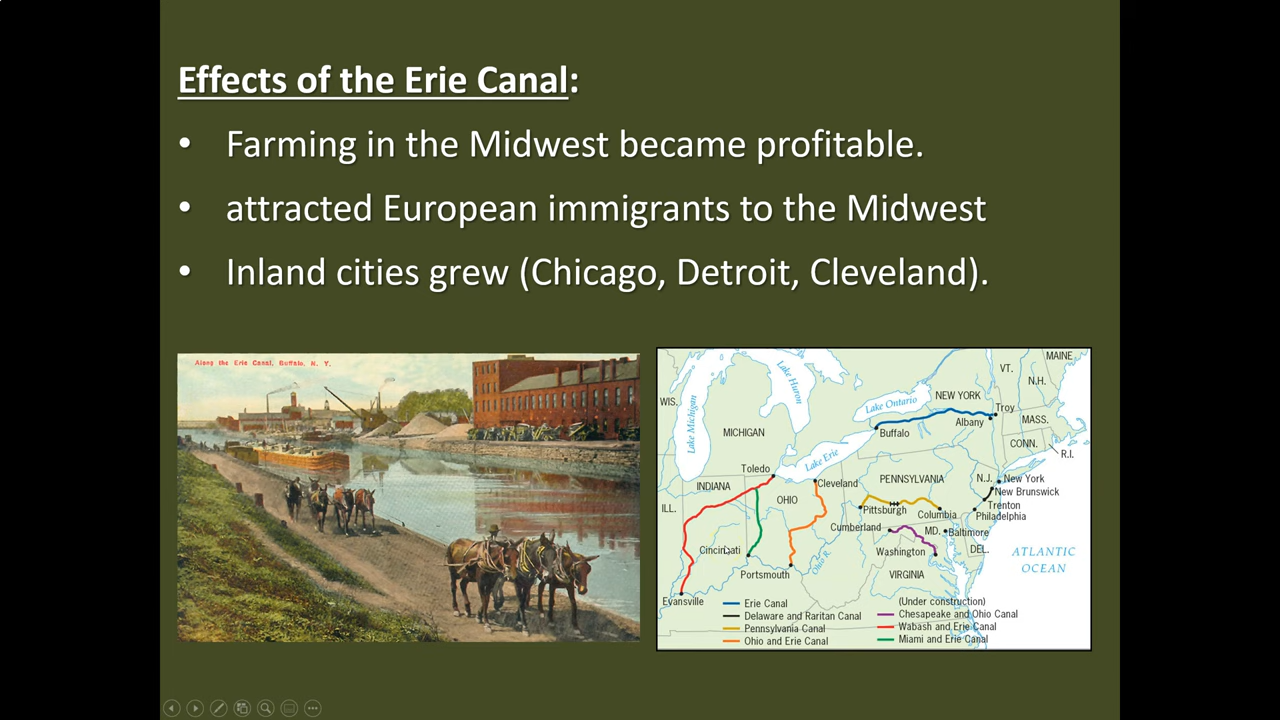 Effects of the Erie Canal:
• Farming in the Midwest became profitable.
• attracted European immigrants to the Midwest
• Inland cities grew (Chicago, Detroit, Cleveland).
Along the Erie Canal, Buffalo, N. Y.
MAINE
VT.
N.H.
Lake Huron
Lake Michigan
WIS.
Lake Ontario
NEW YORK
Troy
Albany
MASS.
Buffalo
MICHIGAN
CONN.
R.I.
Lake Erie
Toledo
Cleveland
PENNSYLVANIA
N.J.
New York
INDIANA
New Brunswick
OHIO
Trenton
ILL.
Pittsburgh
Columbia
Philadelphia
Cumberland
MD.
Baltimore
Cincinnati
Washington
DEL.
ATLANTIC
OCEAN
Ohio R.
Portsmouth
VIRGINIA
Evansville
Erie Canal
Delaware and Raritan Canal
Pennsylvania Canal
Ohio and Erie Canal
(Under construction)
Chesapeake and Ohio Canal
Wabash and Erie Canal
Miami and Erie Canal